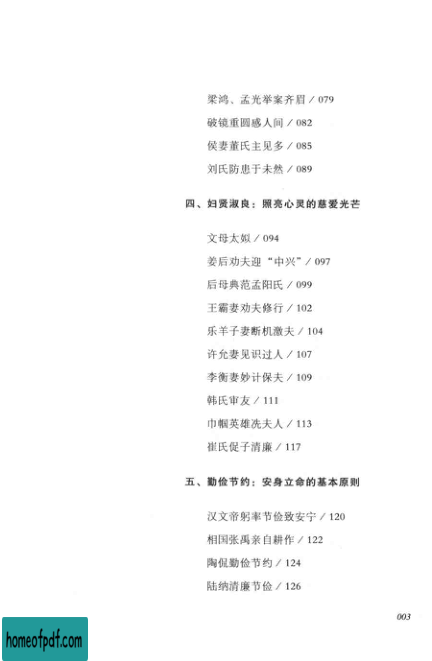 梁鸿、孟光举案齐眉 / 079
破镜重圆感人间 / 082
侯妻董氏主见多 / 085
刘氏防患于未然 / 089
四、妇贤淑良：照亮心灵的慈爱光芒
文母太姒 / 094
姜后劝夫迎“中兴” / 097
后母典范孟阳氏 / 099
王霸妻劝夫修行 / 102
乐羊子妻断机激夫 / 104
许允妻见识过人 / 107
李衡妻妙计保夫 / 109
韩氏审友 / 111
巾帼英雄冼夫人 / 113
崔氏促子清廉 / 117
五、勤俭节约：安身立命的基本原则
汉文帝躬率节俭致安宁 / 120
相国张禹亲自耕作 / 122
陶侃勤俭节约 / 124
陆纳清廉节俭 / 126
003
homeofpdf.com